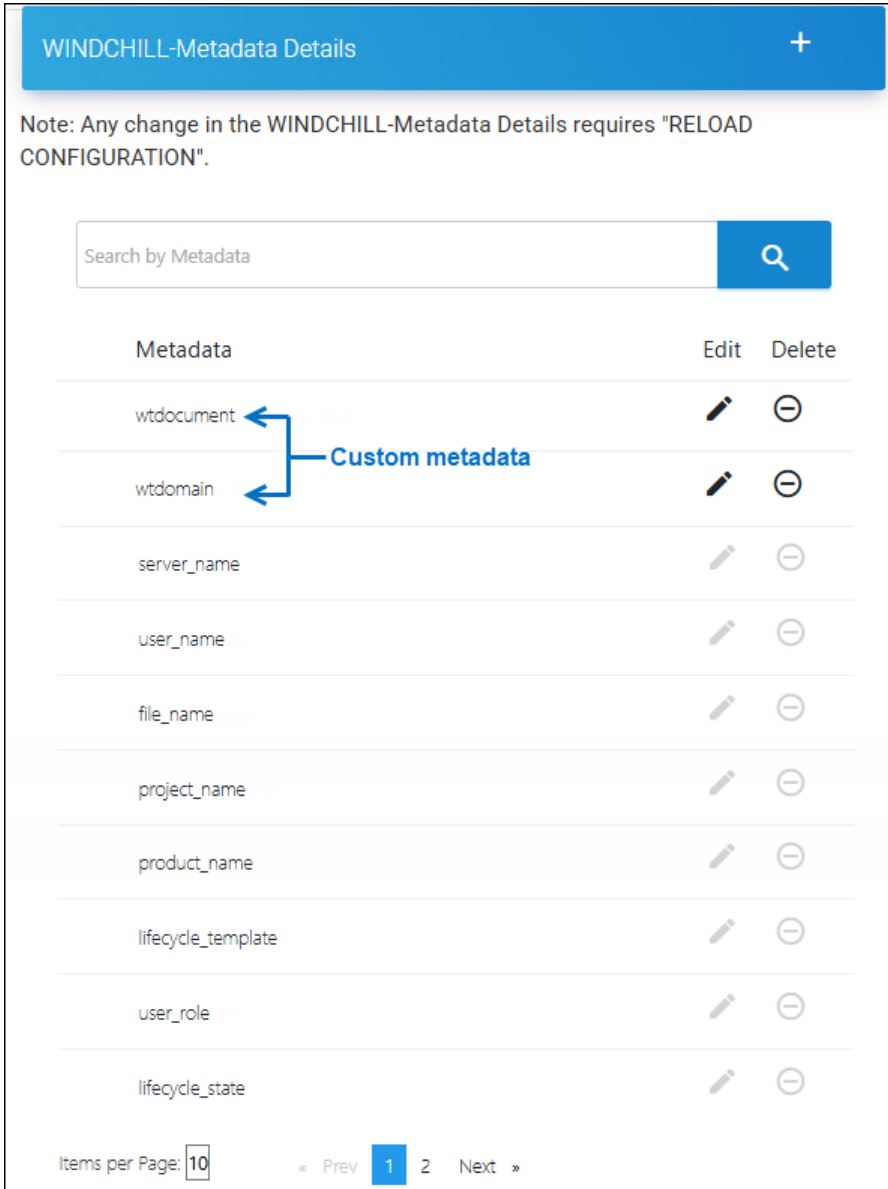 WINDCHILL-Metadata Details +
Note: Any change in the WINDCHILL-Metadata Details requires "RELOAD
CONFIGURATION".
Search by Metadata
Metadata Edit Delete
wtdocument
Custom metadata
wtdomain
server_name
user_name
file_name
project_name
product_name
lifecycle_template
user_role
lifecycle_state
Items per Page: 10 « Prev 1 2 Next »